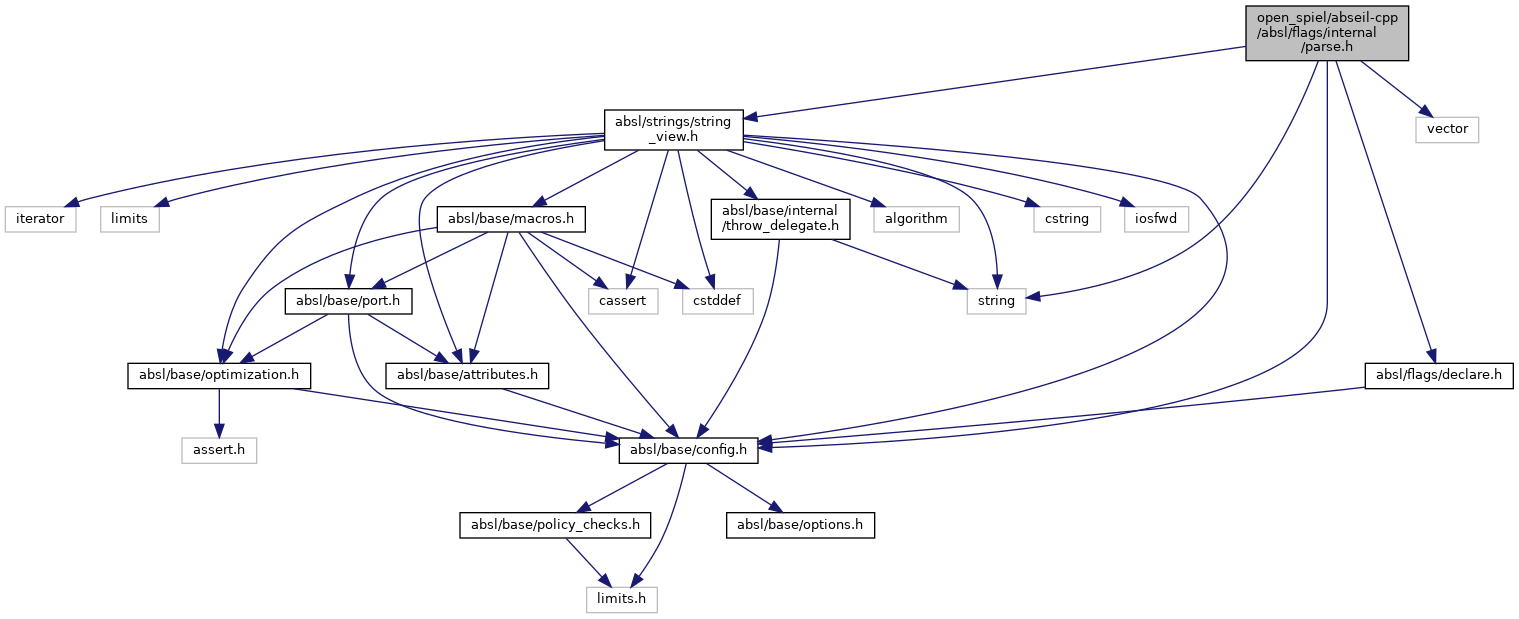 open_spiel/abseil-cpp
/absl/flags/internal
/parse.h
absl/strings/string
_view.h
vector
iterator
limits
absl/base/macros.h
absl/base/internal
/throw_delegate.h
algorithm
cstring
iosfwd
absl/base/port.h
cassert
cstddef
string
absl/base/optimization.h
absl/base/attributes.h
absl/flags/declare.h
assert.h
absl/base/config.h
absl/base/policy_checks.h
absl/base/options.h
limits.h